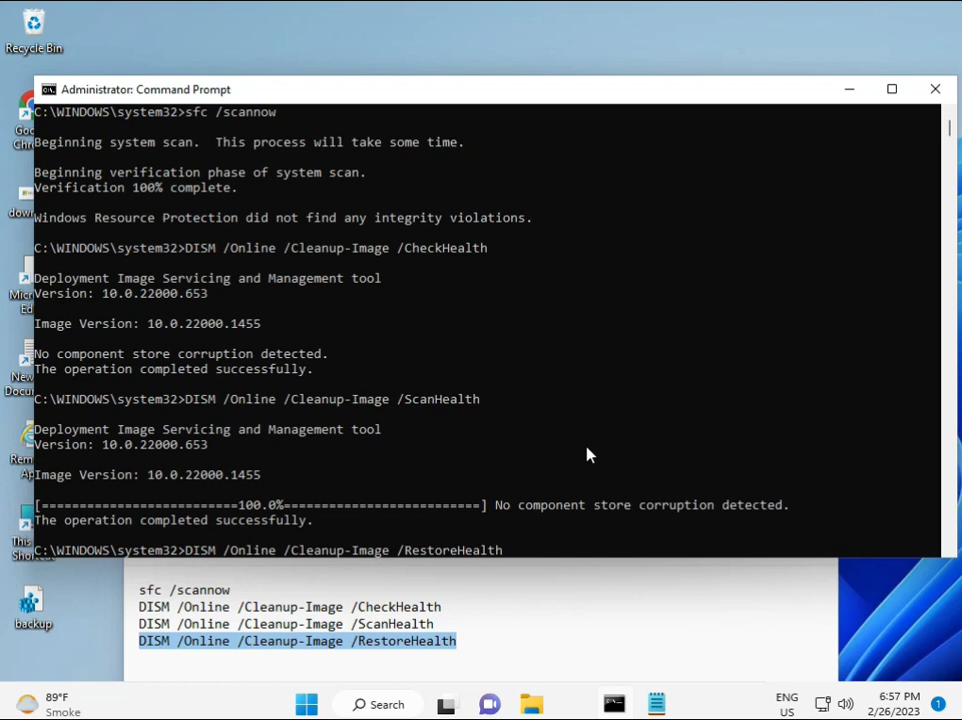 Recycle Bin
Administrator: Command Prompt
C:\WINDOWS\system32>sfc /scannow
Beginning system scan.  This process will take some time.
Beginning verification phase of system scan.
Verification 100% complete.
Windows Resource Protection did not find any integrity violations.
C:\WINDOWS\system32>DISM /Online /Cleanup-Image /CheckHealth
Deployment Image Servicing and Management tool
Version: 10.0.22000.653
Image Version: 10.0.22000.1455
No component store corruption detected.
The operation completed successfully.
C:\WINDOWS\system32>DISM /Online /Cleanup-Image /ScanHealth
Deployment Image Servicing and Management tool
Version: 10.0.22000.653
Image Version: 10.0.22000.1455
[==========================100.0%==========================] No component store corruption detected.
The operation completed successfully.
C:\WINDOWS\system32>DISM /Online /Cleanup-Image /RestoreHealth
sfc /scannow
DISM /Online /Cleanup-Image /CheckHealth
DISM /Online /Cleanup-Image /ScanHealth
DISM /Online /Cleanup-Image /RestoreHealth
backup
89°F
Smoke
Search
ENG
US
6:57 PM
2/26/2023
1